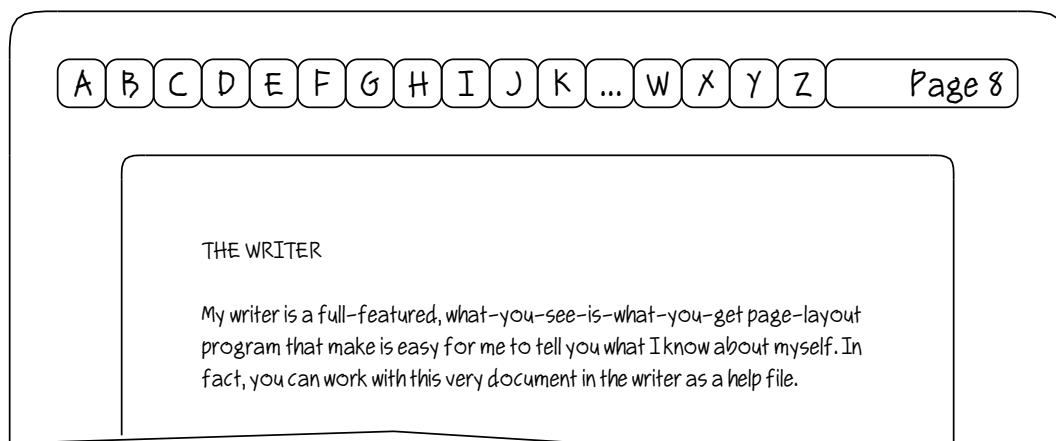 A B C D E F G H I J K ... W X Y Z Page 8
THE WRITER
My writer is a full-featured, what-you-see-is-what-you-get page-layout
program that make is easy for me to tell you what I know about myself. In
fact, you can work with this very document in the writer as a help file.